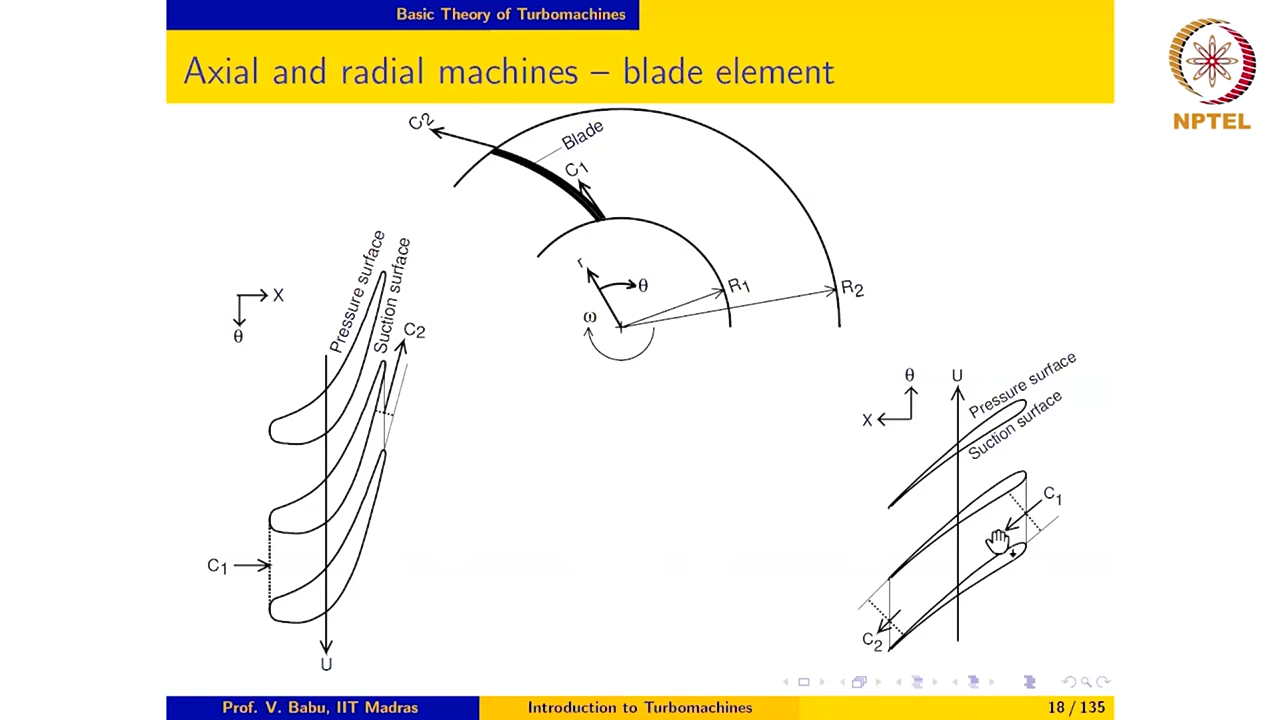 Basic Theory of Turbomachines
Axial and radial machines – blade element
NPTEL
C2
Blade
C1
r
θ
ω
R1
R2
X
θ
Pressure surface
Suction surface
C2
C1
U
θ
U
X
Pressure surface
Suction surface
C1
C2
Prof. V. Babu, IIT Madras
Introduction to Turbomachines
18 / 135